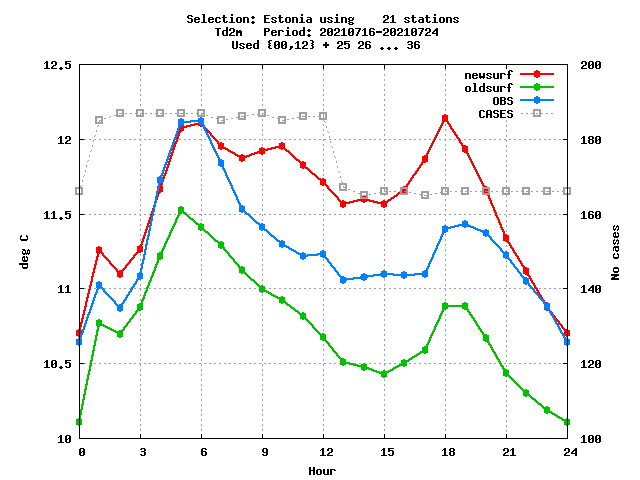 Selection: Estonia using    21 stations
Td2m   Period: 20210716-20210724
Used {00,12} + 25 26 ... 36
12.5
12
11.5
11
10.5
10
deg C
newsurf
oldsurf
OBS
CASES
200
180
160
140
120
100
No cases
0 3 6 9 12 15 18 21 24
Hour